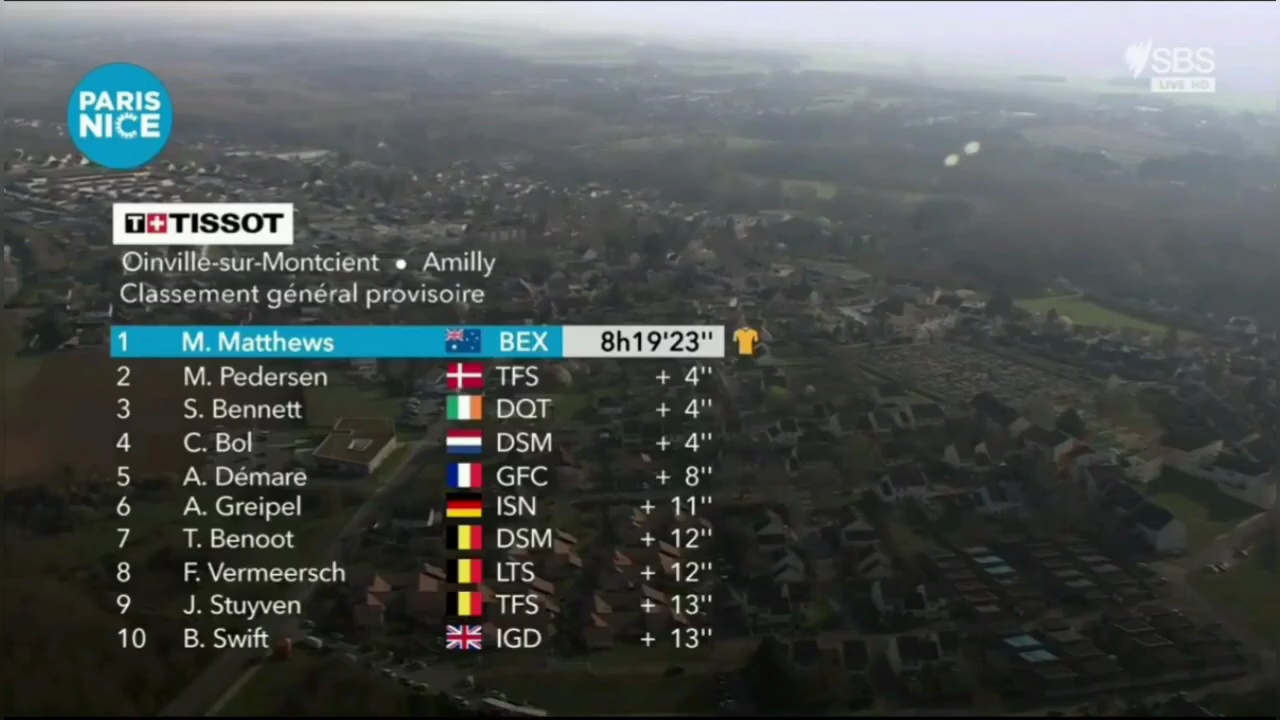 PARIS
NICE
SBS
LIVE HD
T+TISSOT
Oinville-sur-Montcient • Amilly
Classement général provisoire
1 M. Matthews BEX 8h19'23''
2 M. Pedersen TFS + 4''
3 S. Bennett DQT + 4''
4 C. Bol DSM + 4''
5 A. Démare GFC + 8''
6 A. Greipel ISN + 11''
7 T. Benoot DSM + 12''
8 F. Vermeersch LTS + 12''
9 J. Stuyven TFS + 13''
10 B. Swift IGD + 13''